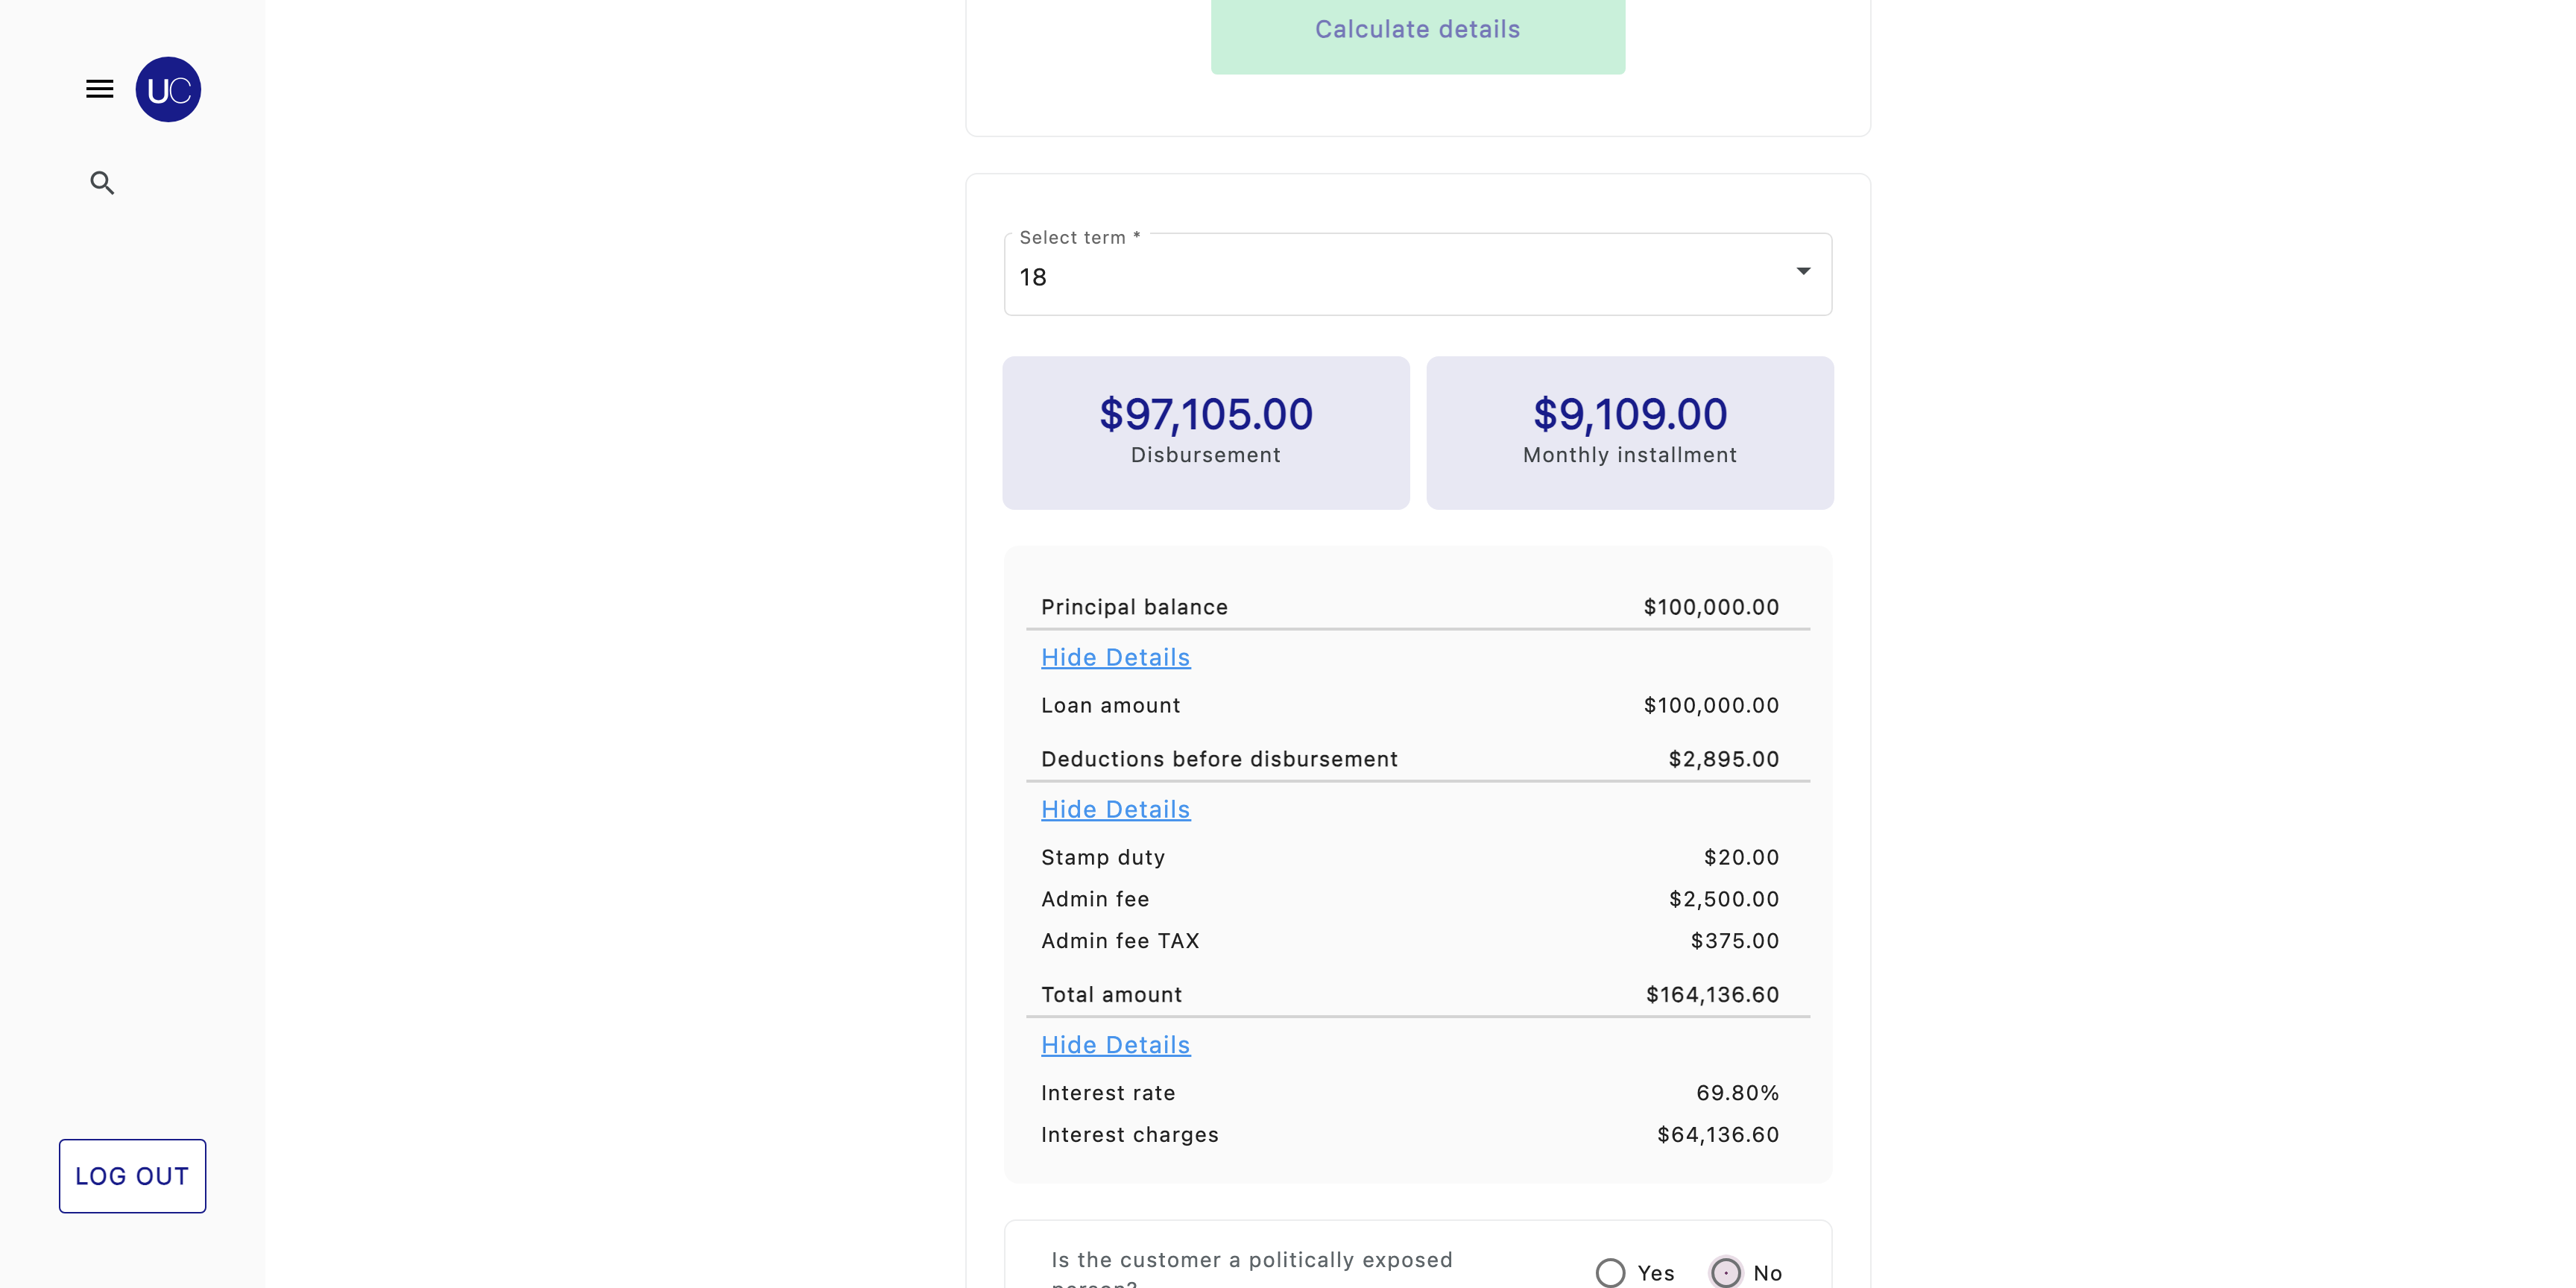 Calculate details
UC
Select term *
18
$97,105.00
Disbursement
$9,109.00
Monthly installment
Principal balance $100,000.00
Hide Details
Loan amount $100,000.00
Deductions before disbursement $2,895.00
Hide Details
Stamp duty $20.00
Admin fee $2,500.00
Admin fee TAX $375.00
Total amount $164,136.60
Hide Details
Interest rate 69.80%
Interest charges $64,136.60
LOG OUT
Is the customer a politically exposed
person?
Yes No